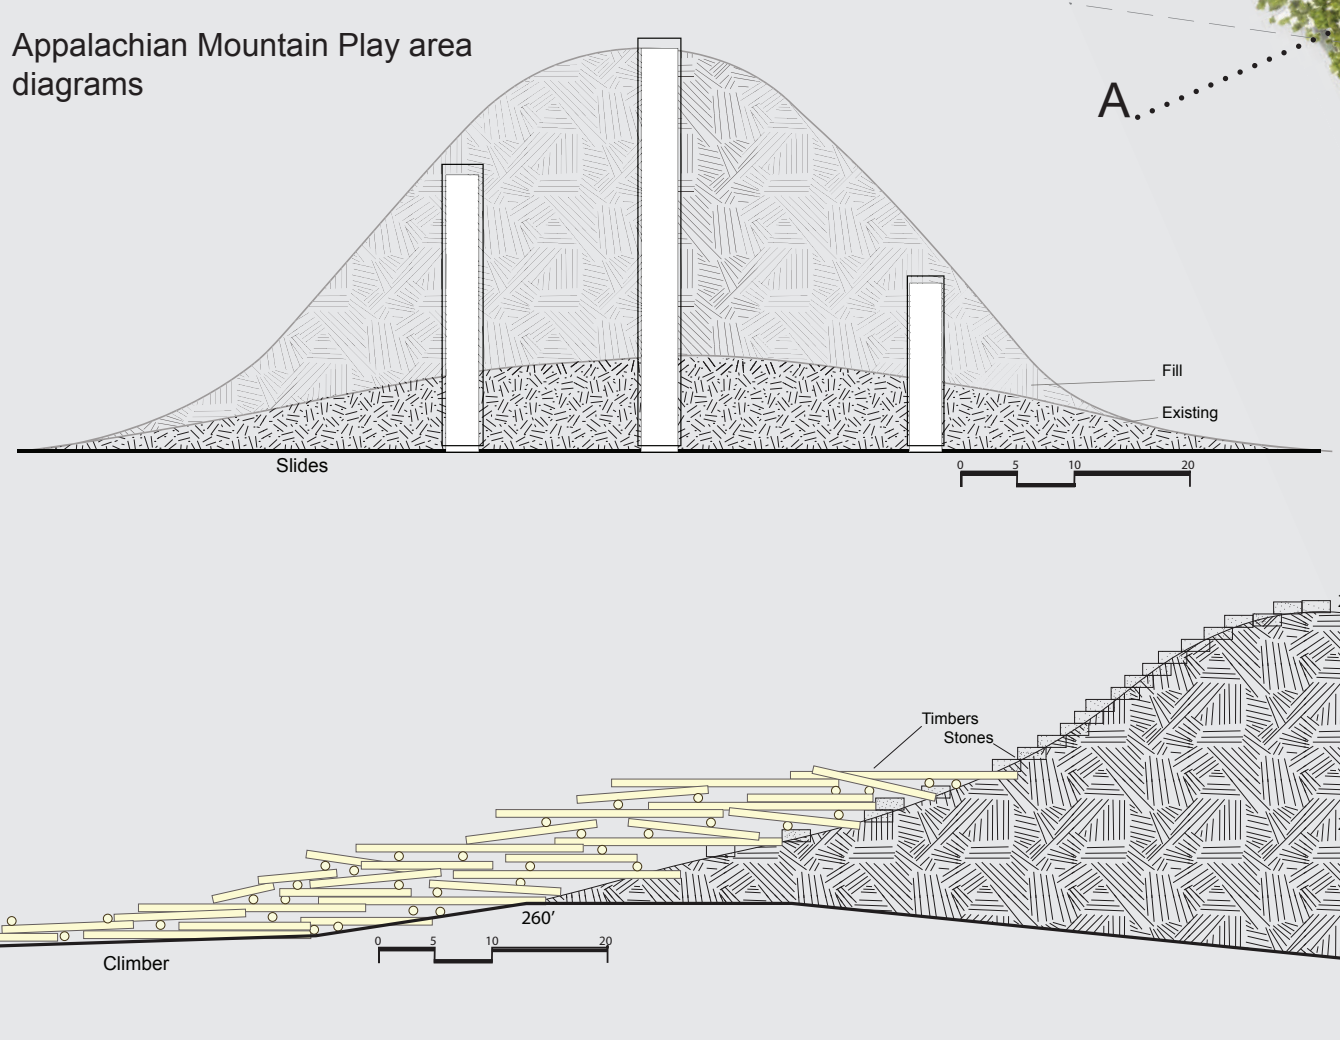 Appalachian Mountain Play area
diagrams
A
Fill
Existing
Slides
0 5 10 20
Timbers
Stones
260′
0 5 10 20
Climber